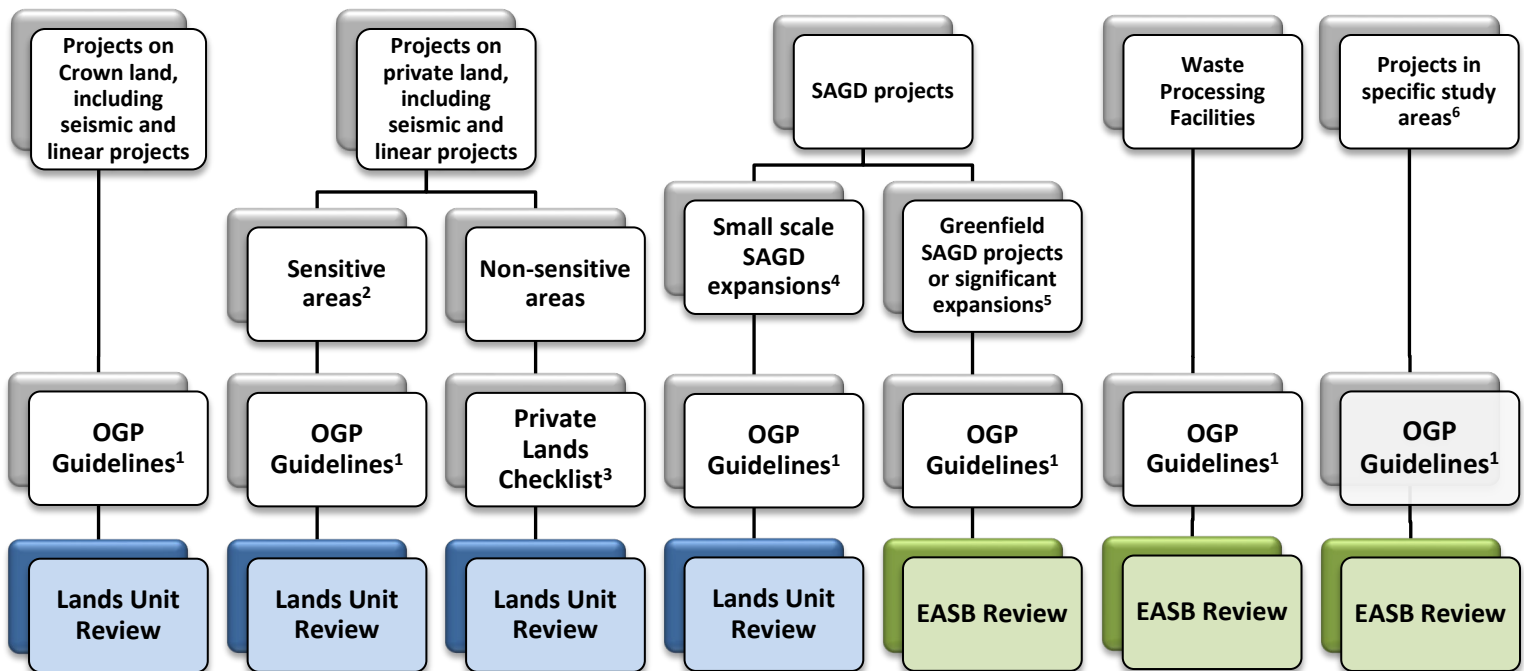 Projects on
Crown land,
including
seismic and
linear projects
Projects on
private land,
including
seismic and
linear projects
SAGD projects
Waste
Processing
Facilities
Projects in
specific study
areas⁶
Sensitive
areas²
Non-sensitive
areas
Small scale
SAGD
expansions⁴
Greenfield
SAGD projects
or significant
expansions⁵
OGP
Guidelines¹
OGP
Guidelines¹
Private
Lands
Checklist³
OGP
Guidelines¹
OGP
Guidelines¹
OGP
Guidelines¹
OGP
Guidelines¹
Lands Unit
Review
Lands Unit
Review
Lands Unit
Review
Lands Unit
Review
EASB Review
EASB Review
EASB Review